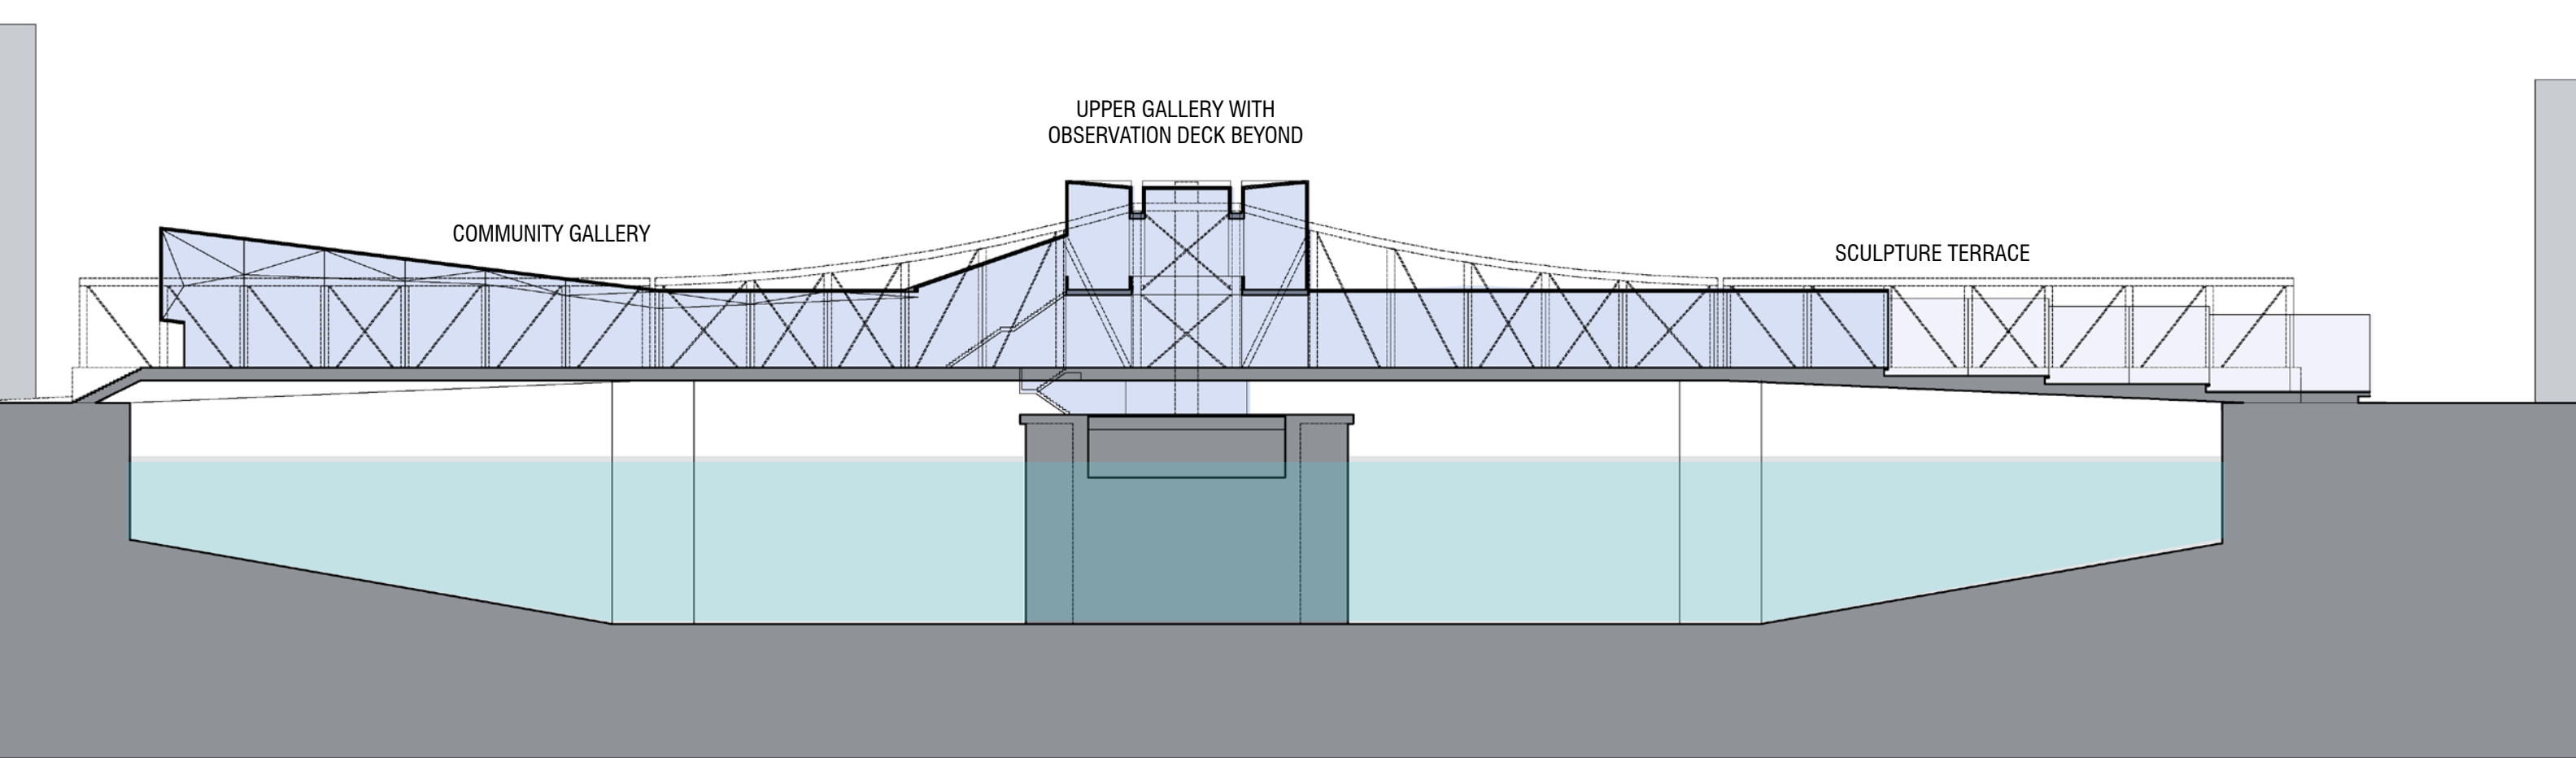 UPPER GALLERY WITH
OBSERVATION DECK BEYOND
COMMUNITY GALLERY
SCULPTURE TERRACE